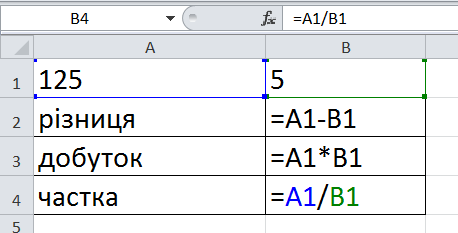 B4 fx =A1/B1
A B
1 125 5
2 різниця =A1-B1
3 добуток =A1*B1
4 частка =A1/B1
5